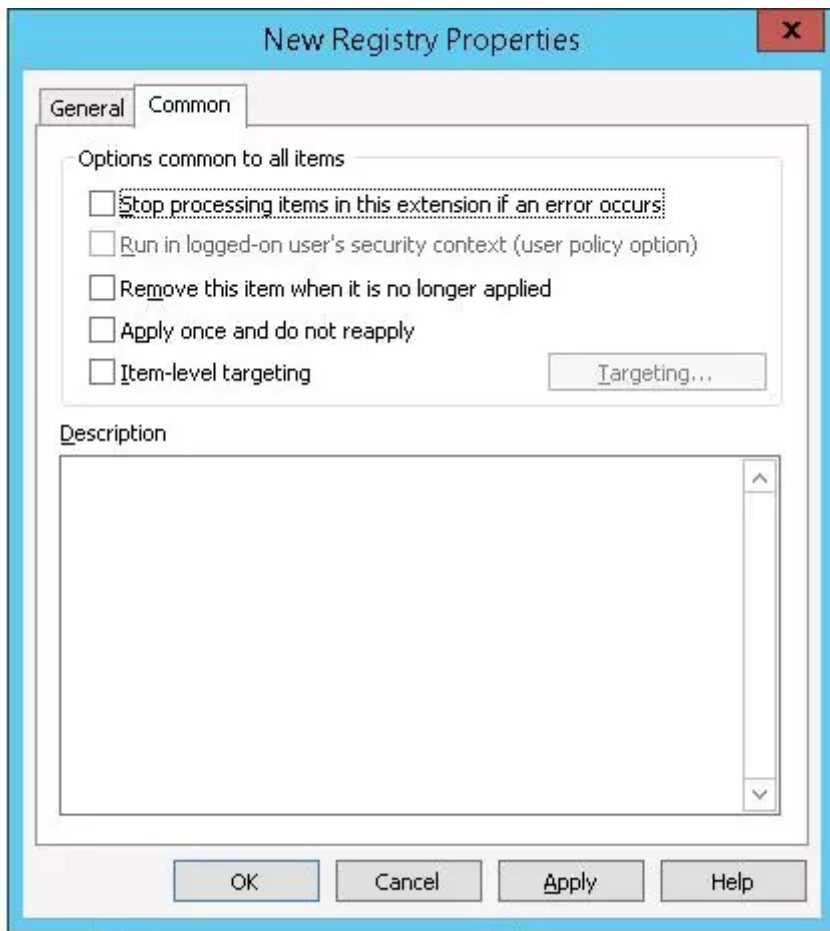 New Registry Properties
x
General
Common
Options common to all items
Stop processing items in this extension if an error occurs
Run in logged-on user's security context (user policy option)
Remove this item when it is no longer applied
Apply once and do not reapply
Item-level targeting
Targeting...
Description
OK
Cancel
Apply
Help